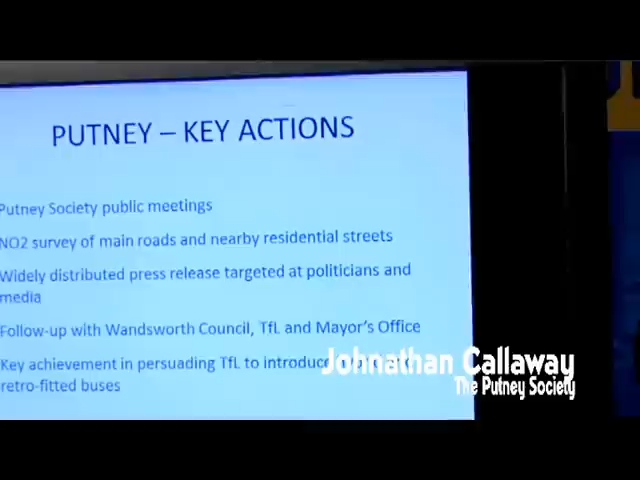 PUTNEY – KEY ACTIONS
Putney Society public meetings
NO2 survey of main roads and nearby residential streets
Widely distributed press release targeted at politicians and
media
Follow-up with Wandsworth Council, TfL and Mayor's Office
Key achievement in persuading TfL to introduce
retro-fitted buses
Johnathan Callaway
The Putney Society